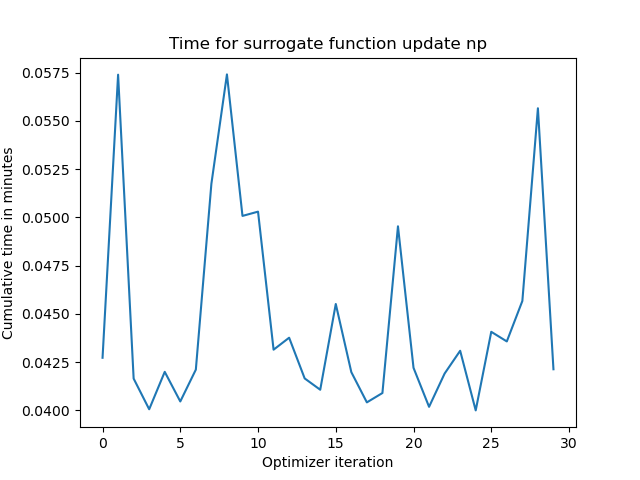 Time for surrogate function update np
Cumulative time in minutes
0.0575
0.0550
0.0525
0.0500
0.0475
0.0450
0.0425
0.0400
0 5 10 15 20 25 30
Optimizer iteration